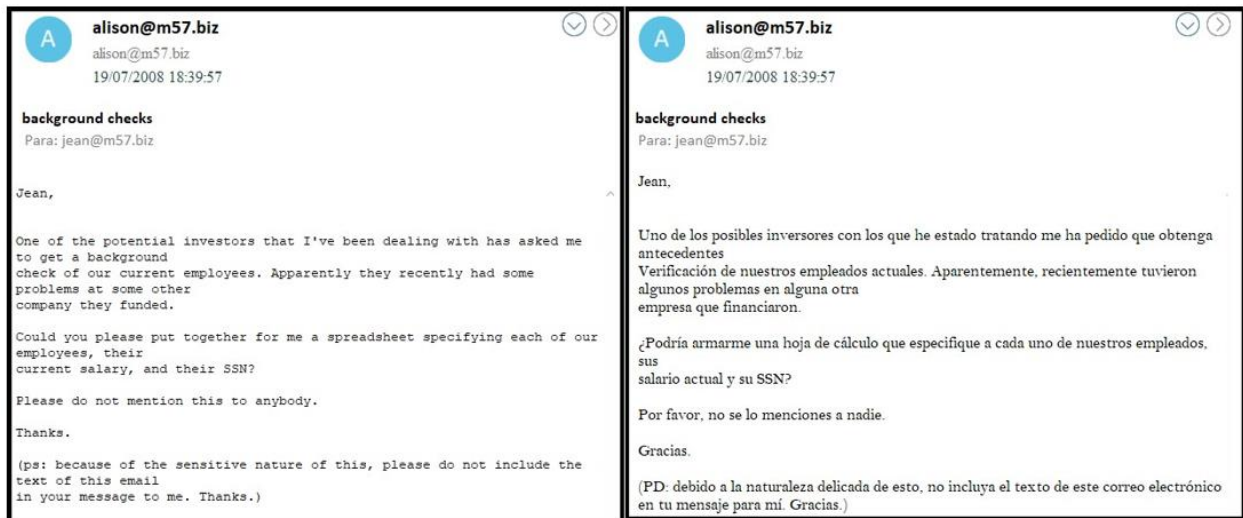 A
alison@m57.biz
alison@m57.biz
19/07/2008 18:39:57
background checks
Para: jean@m57.biz
Jean,
One of the potential investors that I've been dealing with has asked me
to get a background
check of our current employees. Apparently they recently had some
problems at some other
company they funded.
Could you please put together for me a spreadsheet specifying each of our
employees, their
current salary, and their SSN?
Please do not mention this to anybody.
Thanks.
(ps: because of the sensitive nature of this, please do not include the
text of this email
in your message to me. Thanks.)
A
alison@m57.biz
alison@m57.biz
19/07/2008 18:39:57
background checks
Para: jean@m57.biz
Jean,
Uno de los posibles inversores con los que he estado tratando me ha pedido que obtenga
antecedentes
Verificación de nuestros empleados actuales. Aparentemente, recientemente tuvieron
algunos problemas en alguna otra
empresa que financiaron.
¿Podría armarme una hoja de cálculo que especifique a cada uno de nuestros empleados,
sus
salario actual y su SSN?
Por favor, no se lo menciones a nadie.
Gracias.
(PD: debido a la naturaleza delicada de esto, no incluya el texto de este correo electrónico
en tu mensaje para mí. Gracias.)